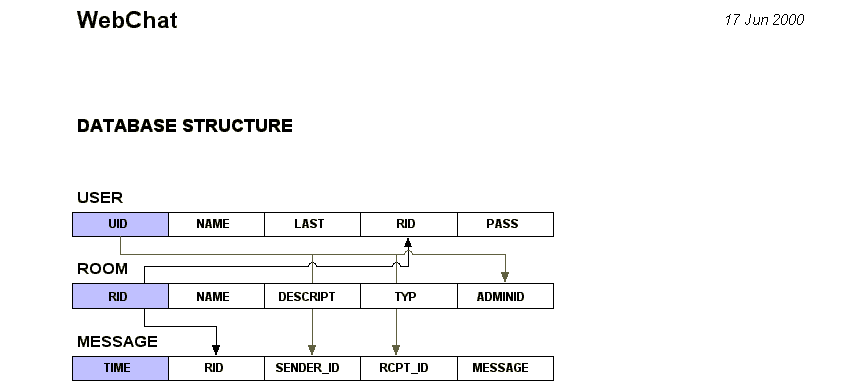 WebChat 17 Jun 2000
DATABASE STRUCTURE
USER
UID NAME LAST RID PASS
ROOM
RID NAME DESCRIPT TYP ADMINID
MESSAGE
TIME RID SENDER_ID RCPT_ID MESSAGE